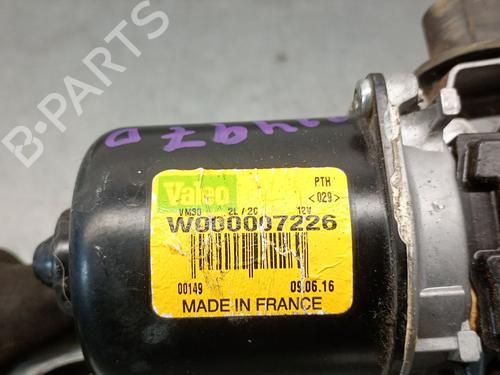 B-PARTS
Valeo
PTH
VM30 2L / 2C 12V <029>
W000007226
00149 09.06.16
MADE IN FRANCE